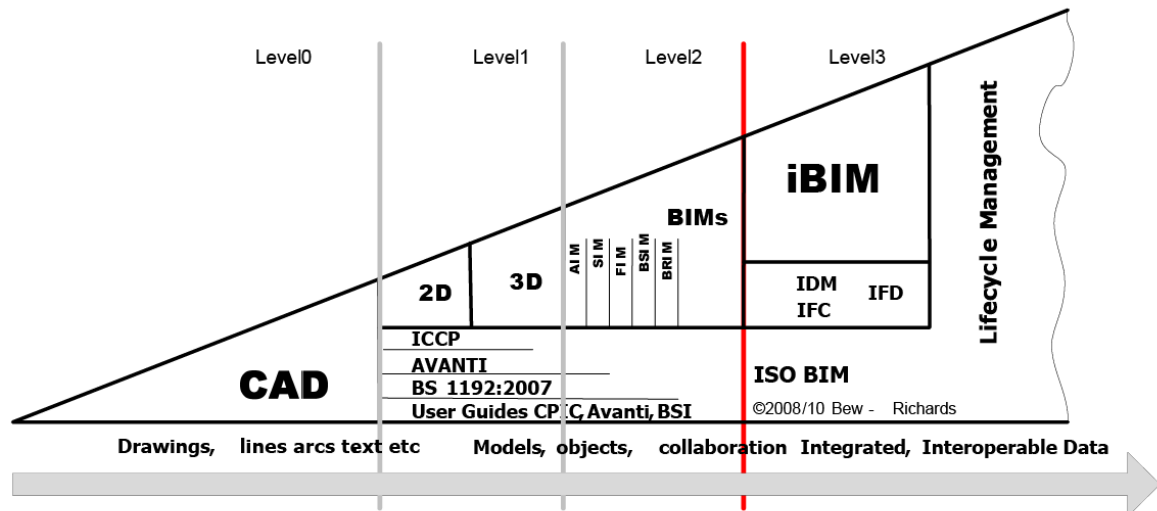 Level0
Level1
Level2
Level3
Lifecycle Management
iBIM
BIMs
AIM
SIM
FIM
BSIM
BRIM
2D
3D
IDM
IFD
IFC
ICCP
AVANTI
CAD
BS 1192:2007
User Guides CPIC, Avanti, BSI
ISO BIM
©2008/10 Bew - Richards
Drawings, lines arcs text etc
Models, objects, collaboration
Integrated, Interoperable Data